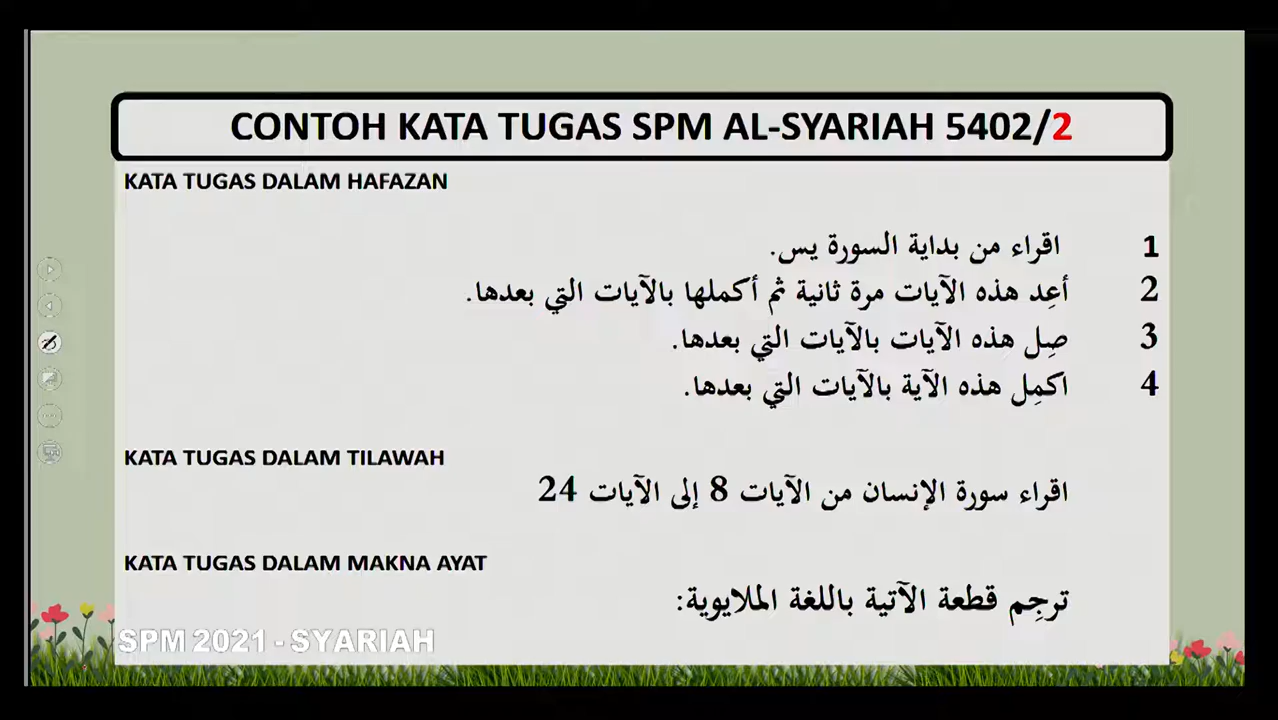 CONTOH KATA TUGAS SPM AL-SYARIAH 5402/2
KATA TUGAS DALAM HAFAZAN
1 اقراء من بداية السورة يس.
2 أعِد هذه الآيات مرة ثانية ثم أكملها بالآيات التي بعدها.
3 صِل هذه الآيات بالآيات التي بعدها.
4 اكمِل هذه الآية بالآيات التي بعدها.
KATA TUGAS DALAM TILAWAH
اقراء سورة الإنسان من الآيات 8 إلى الآيات 24
KATA TUGAS DALAM MAKNA AYAT
ترجِم قطعة الآتية باللغة الملايوية:
SPM 2021 - SYARIAH